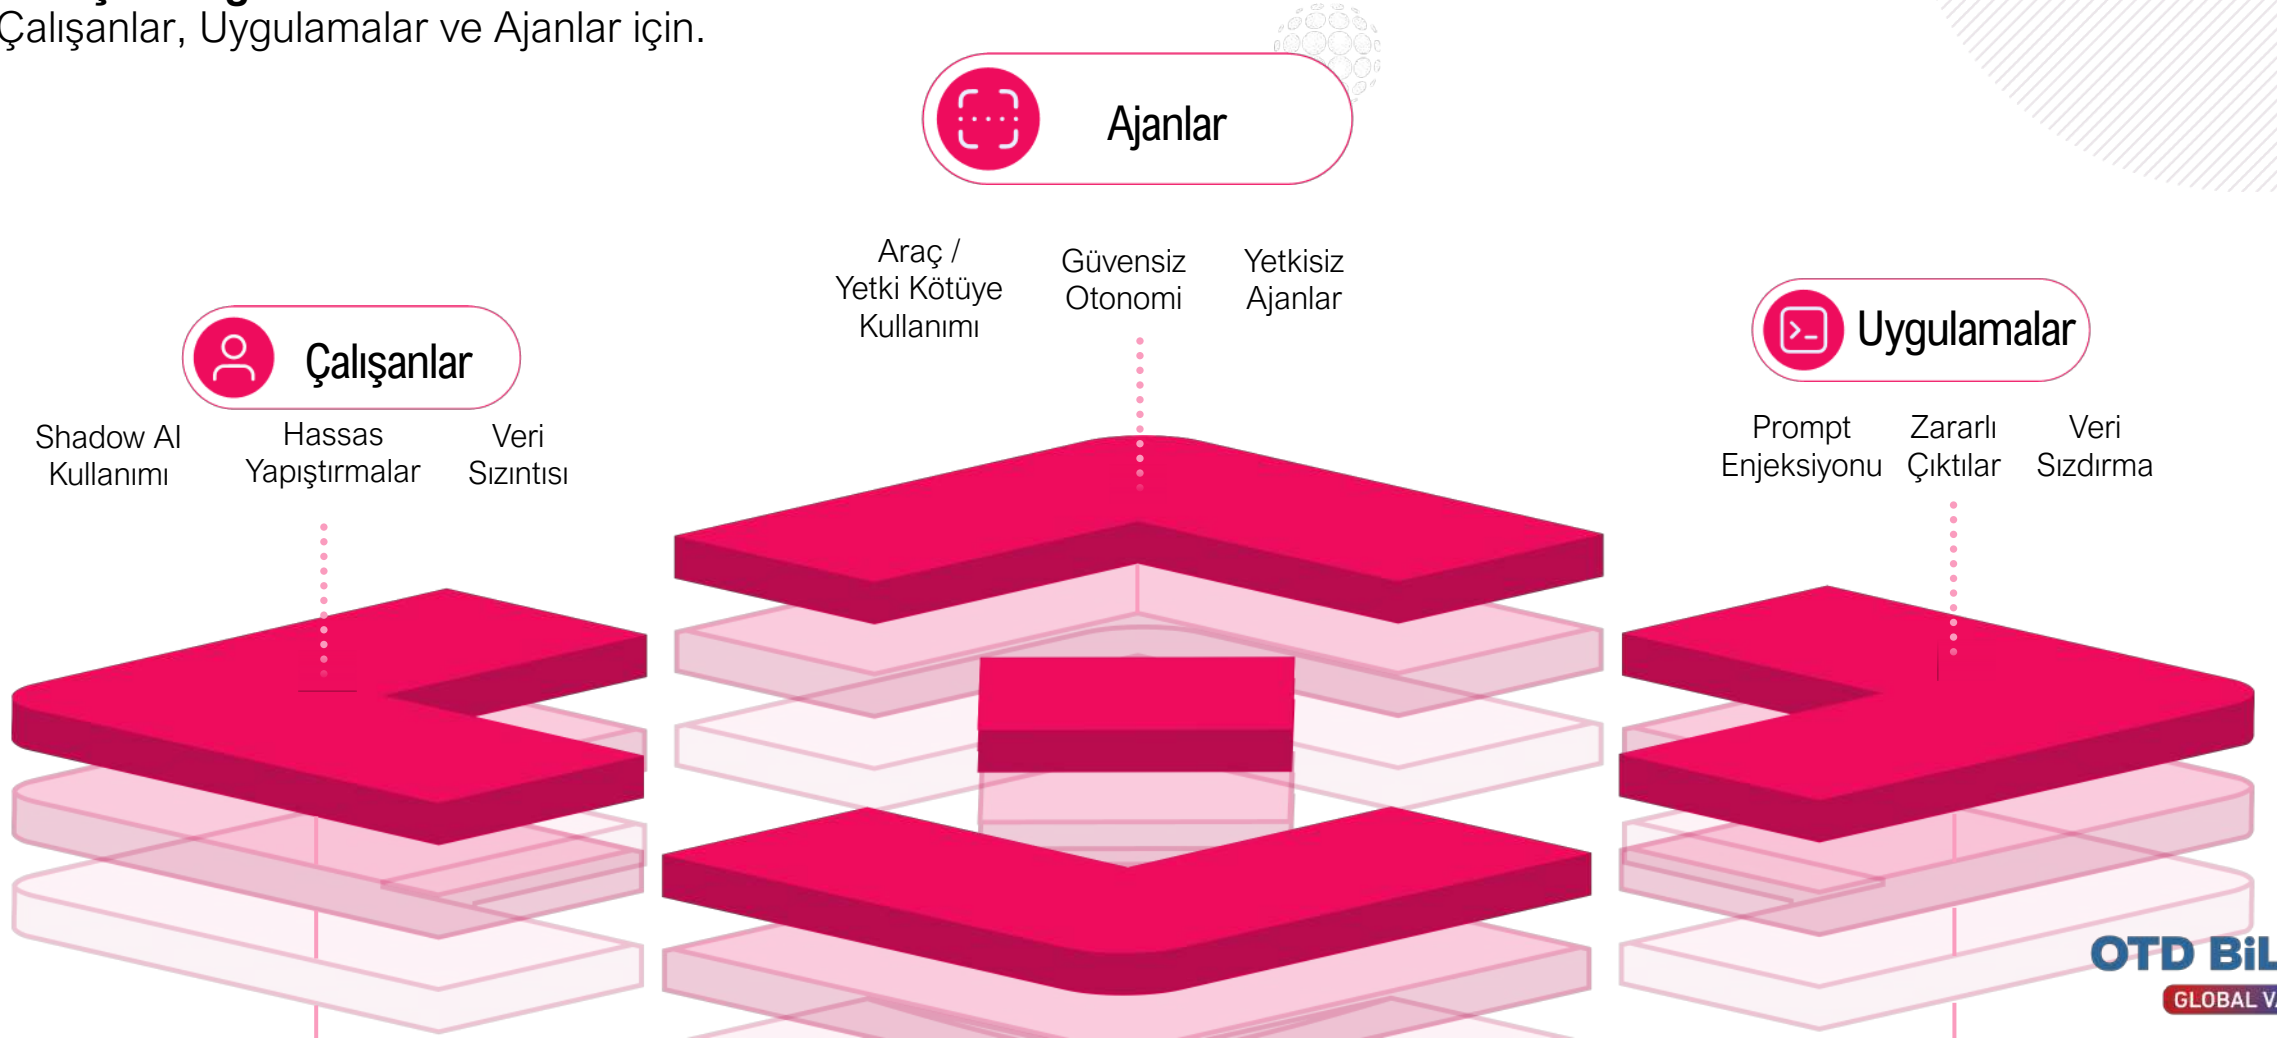 Çalışanlar, Uygulamalar ve Ajanlar için.
Ajanlar
Araç /
Yetki Kötüye
Kullanımı
Güvensiz
Otonomi
Yetkisiz
Ajanlar
Çalışanlar
Shadow AI
Kullanımı
Hassas
Yapıştırmalar
Veri
Sızıntısı
Uygulamalar
Prompt
Enjeksiyonu
Zararlı
Çıktılar
Veri
Sızdırma
OTD BiL
GLOBAL